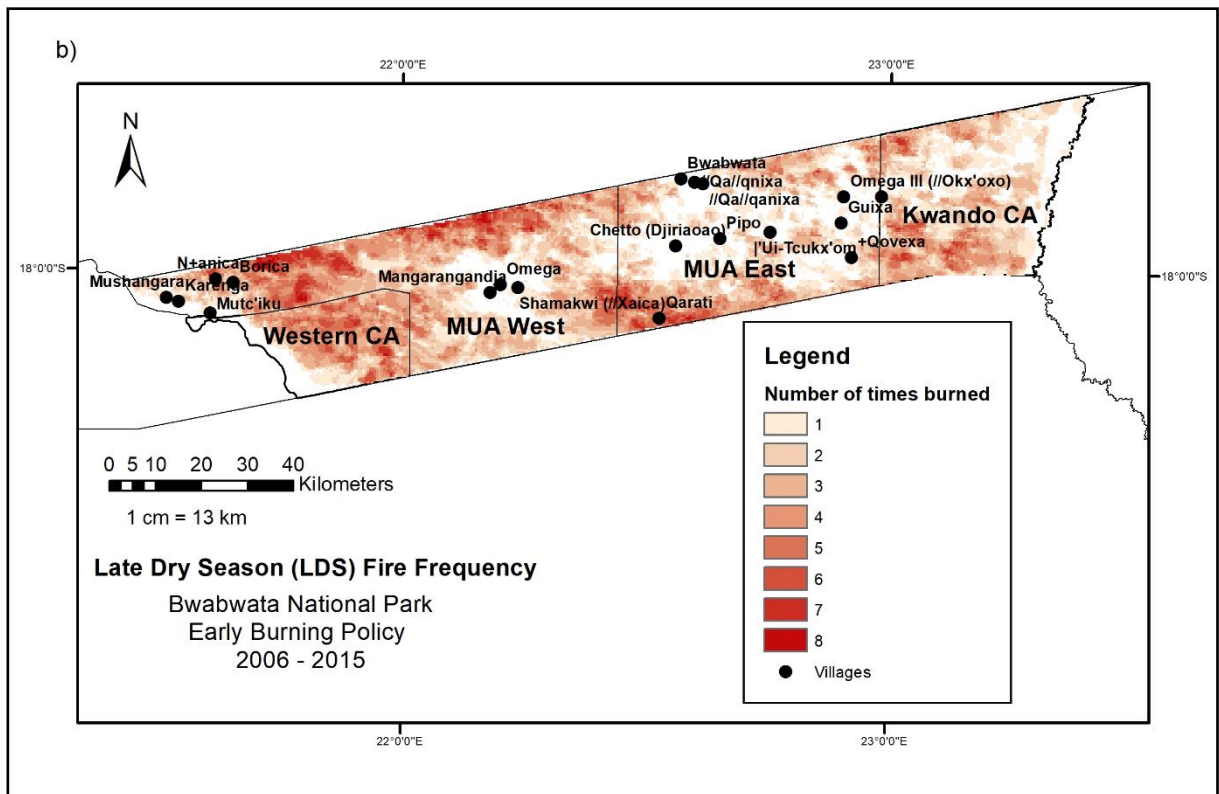 b)
22°0'0"E
23°0'0"E
N
Bwabwata
//Qa//qnixa
//Qa//qanixa
Omega III (//Okx'oxo)
Guixa
Kwando CA
Chetto (Djiriaoao)
Pipo
|'Ui-Tcukx'om
+Qovexa
MUA East
18°0'0"S
18°0'0"S
N+anica
Borica
Mushangara
Karenga
Mutc'iku
Mangarangandja
Omega
Shamakwi (//Xaica)
Qarati
Western CA
MUA West
0 5 10 20 30 40
Kilometers
1 cm = 13 km
Late Dry Season (LDS) Fire Frequency
Bwabwata National Park
Early Burning Policy
2006 - 2015
Legend
Number of times burned
1
2
3
4
5
6
7
8
Villages
22°0'0"E
23°0'0"E